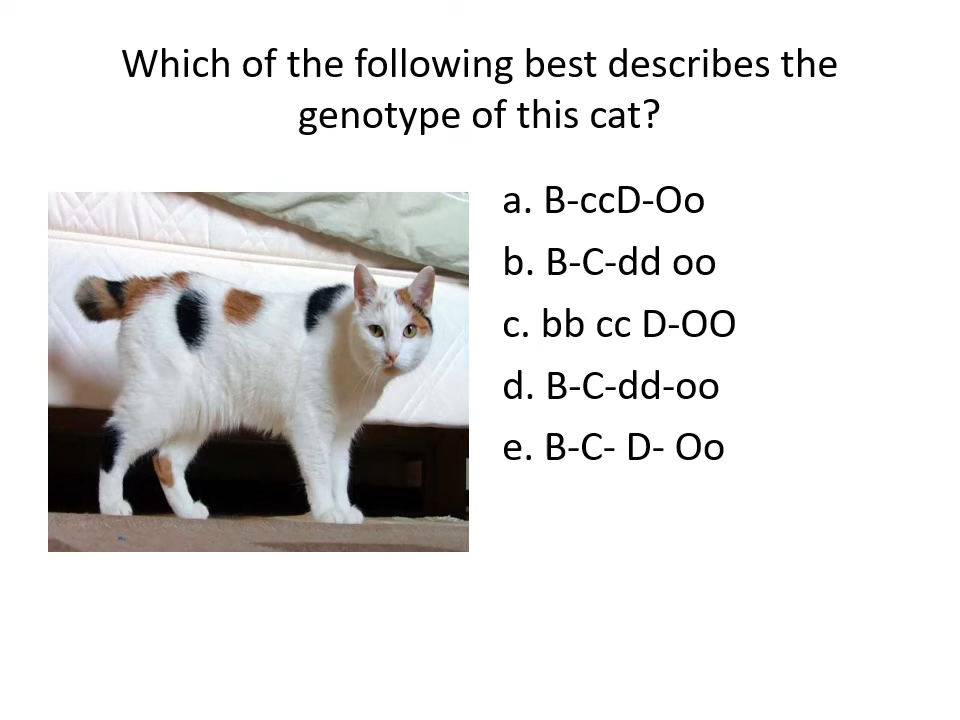 Which of the following best describes the
genotype of this cat?
a. B-ccD-Oo
b. B-C-dd oo
c. bb cc D-OO
d. B-C-dd-oo
e. B-C- D- Oo